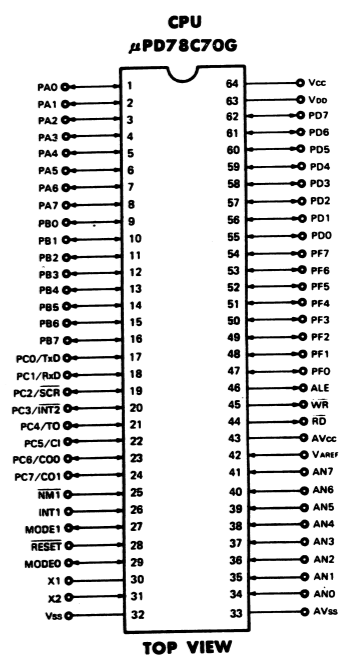 CPU
μPD78C70G
PA0 1 64 Vcc
PA1 2 63 VDD
PA2 3 62 PD7
PA3 4 61 PD6
PA4 5 60 PD5
PA5 6 59 PD4
PA6 7 58 PD3
PA7 8 57 PD2
PB0 9 56 PD1
PB1 10 55 PD0
PB2 11 54 PF7
PB3 12 53 PF6
PB4 13 52 PF5
PB5 14 51 PF4
PB6 15 50 PF3
PB7 16 49 PF2
PC0/TxD 17 48 PF1
PC1/RxD 18 47 PF0
PC2/SCR 19 46 ALE
PC3/INT2 20 45 WR
PC4/TO 21 44 RD
PC5/CI 22 43 AVcc
PC6/CO0 23 42 VAREF
PC7/CO1 24 41 AN7
NM1 25 40 AN6
INT1 26 39 AN5
MODE1 27 38 AN4
RESET 28 37 AN3
MODE0 29 36 AN2
X1 30 35 AN1
X2 31 34 AN0
Vss 32 33 AVss
TOP VIEW